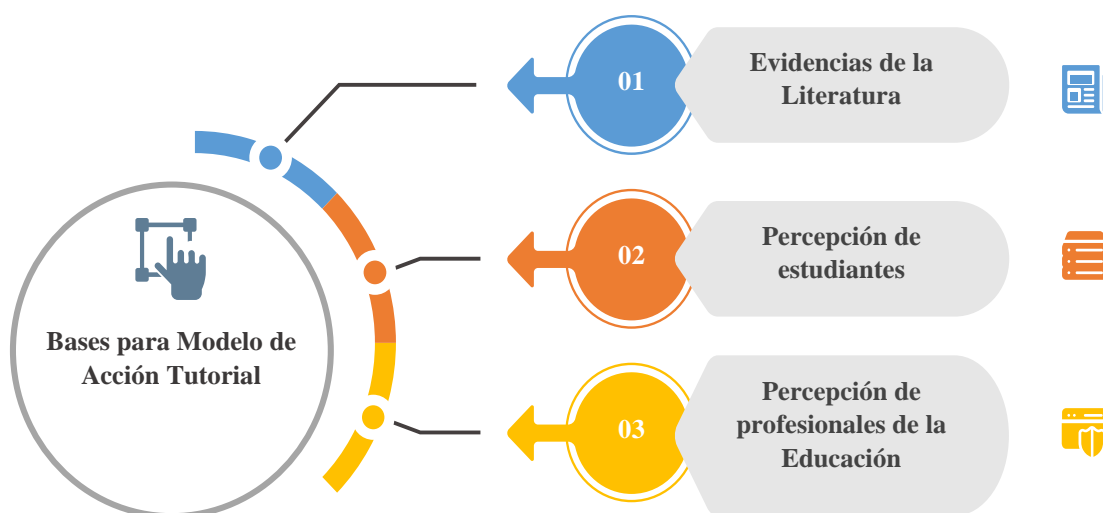 Bases para Modelo de
Acción Tutorial
01
Evidencias de la
Literatura
02
Percepción de
estudiantes
03
Percepción de
profesionales de la
Educación